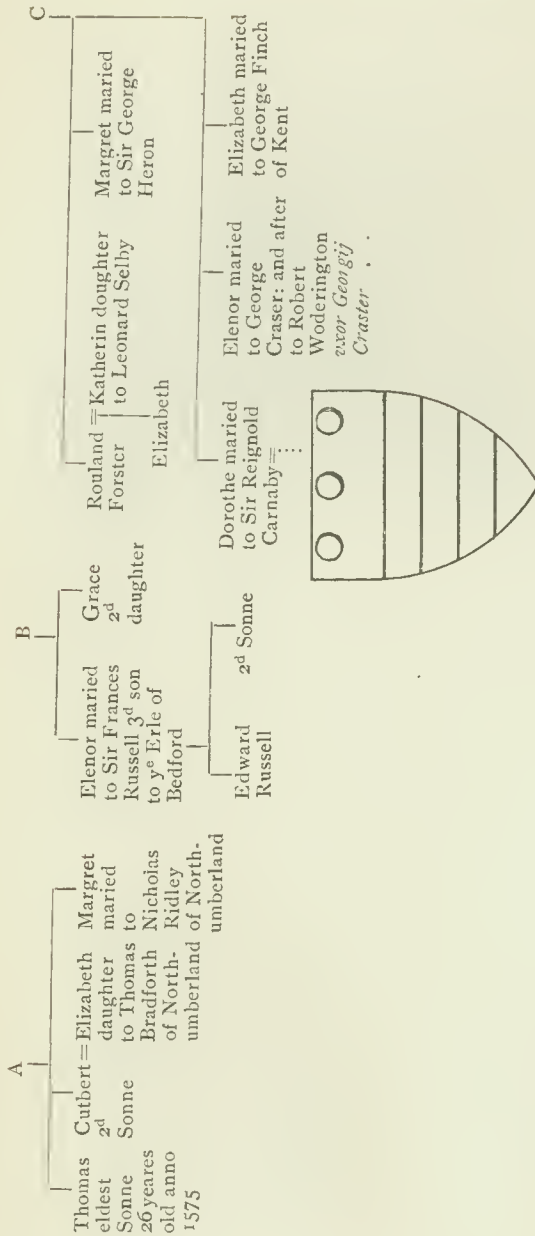 A
Thomas
eldest
Sonne
26 yeares
old anno
1575
Cutbert = Elizabeth
2d
Sonne
daughter
to Thomas
Bradforth
of North-
umberland
Margret
maried
to
Nicholas
Ridley
of North-
umberland
B
Elenor maried
to Sir Frances
Russell 3d son
to ye Erle of
Bedford
Grace
2d
daughter
Edward
Russell
2d Sonne
C
Rouland = Katherin doughter
Forster
to Leonard Selby
Elizabeth
Margret maried
to Sir George
Heron
Dorothe maried
to Sir Reignold
Carnaby =
Elenor maried
to George
Craser: and after
to Robert
Woderington
vxor Georgij
Craster . .
Elizabeth maried
to George Finch
of Kent